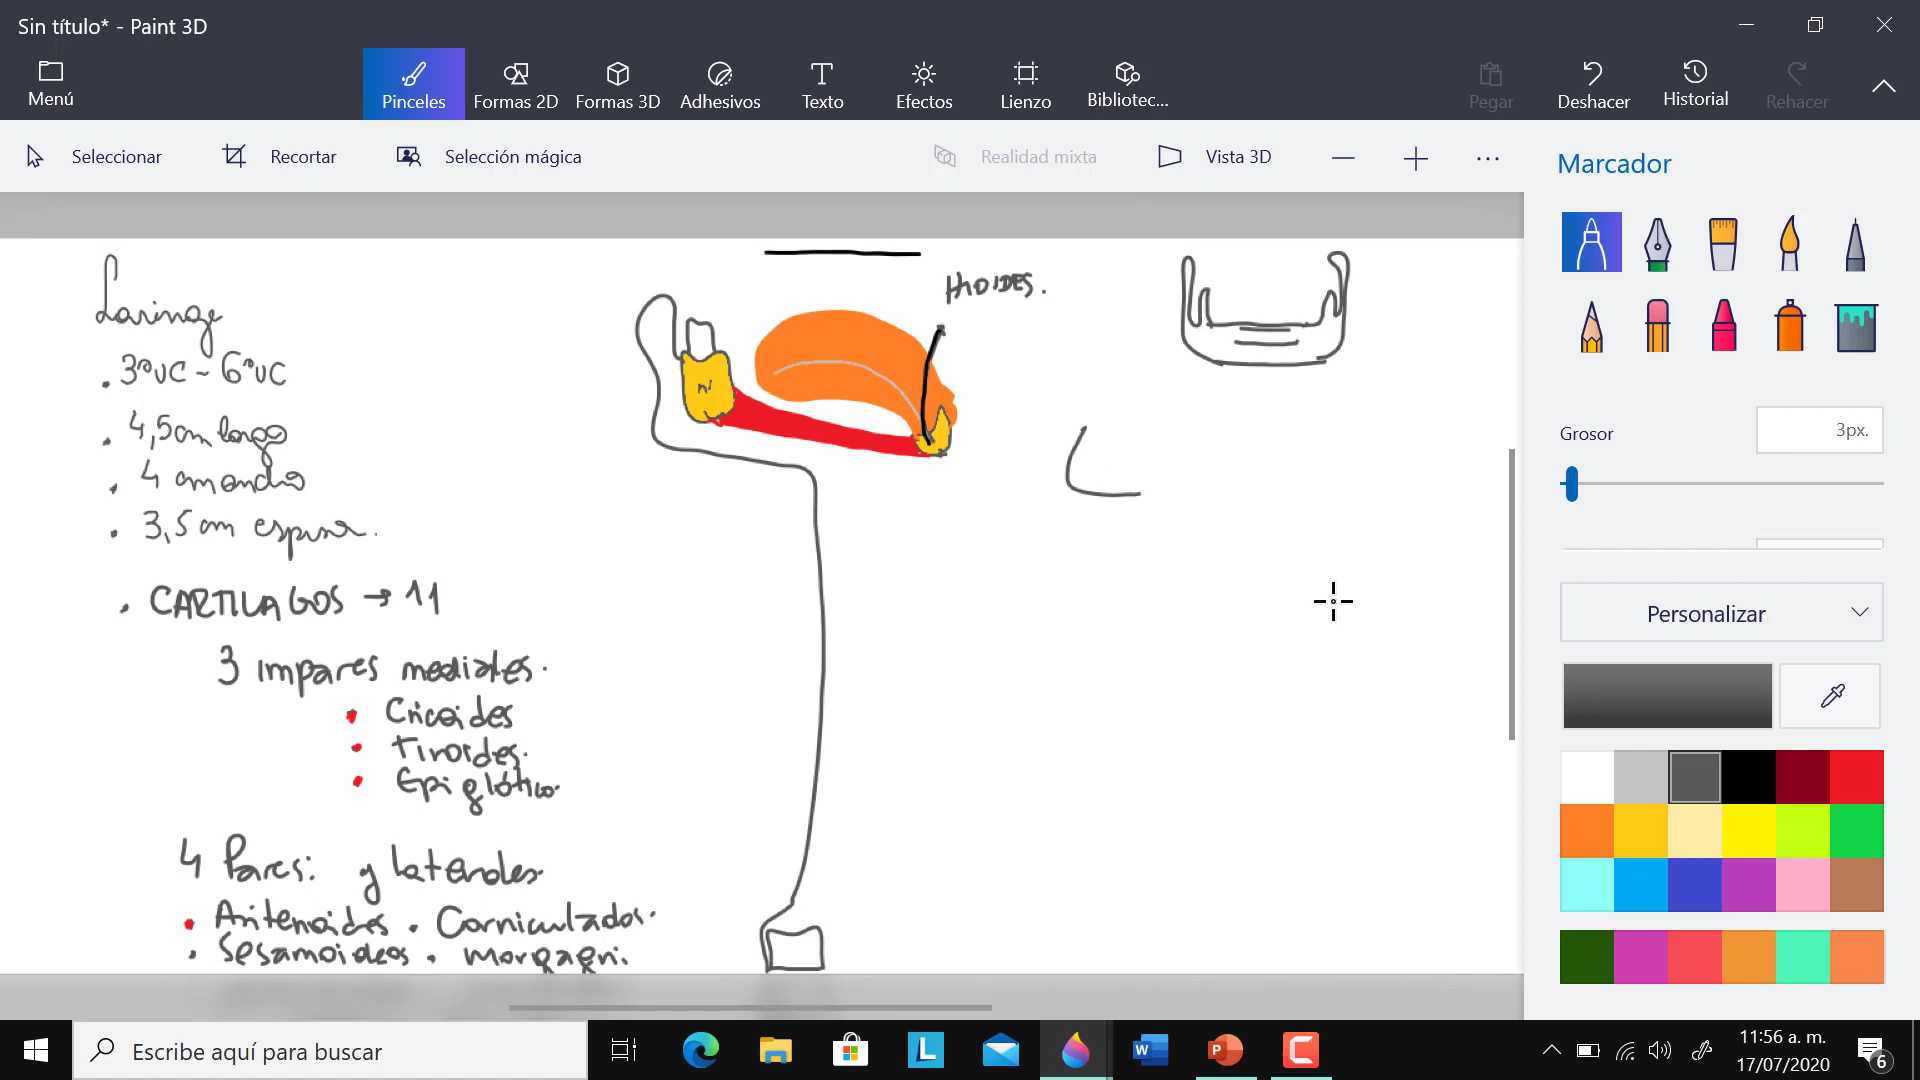 Sin título* - Paint 3D
Menú
Pinceles
Formas 2D
Formas 3D
Adhesivos
Texto
Efectos
Lienzo
Bibliotec...
Pegar
Deshacer
Historial
Rehacer
Seleccionar
Recortar
Selección mágica
Realidad mixta
Vista 3D
Marcador
Grosor
3px.
Personalizar
Laringe
HIOIDES.
. 3ºVC - 6ºVC
. 4,5cm largo
. 4 cm ancho
. 3,5 cm espesor.
. CARTILAGOS → 11
3 impares mediales.
• Cricoides
• Tiroides.
• Epiglótico.
4 Pares: y laterales
• Aritenoides . Corniculados.
. Sesamoideos . morgagni.
Escribe aquí para buscar
11:56 a. m.
17/07/2020
6